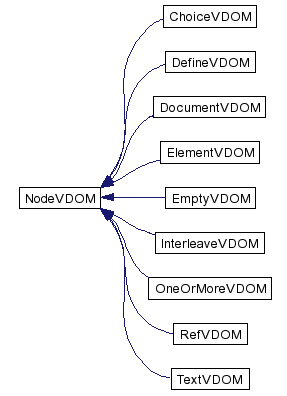 ChoiceVDOM
DefineVDOM
DocumentVDOM
ElementVDOM
NodeVDOM
EmptyVDOM
InterleaveVDOM
OneOrMoreVDOM
RefVDOM
TextVDOM